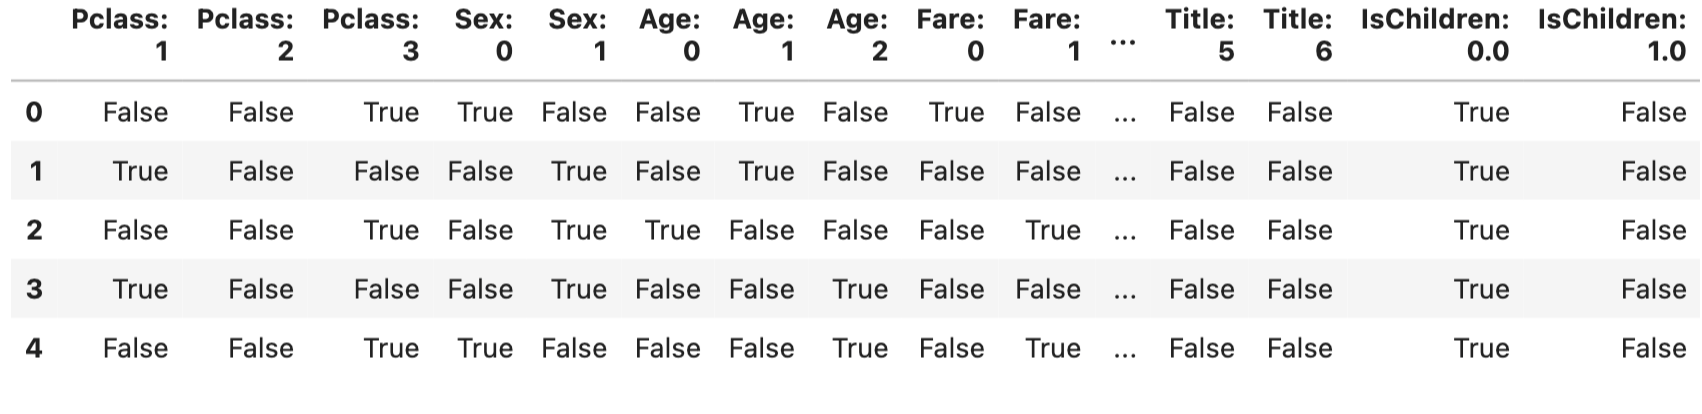 Pclass: Pclass: Pclass: Sex: Sex: Age: Age: Age: Fare: Fare: ... Title: Title: IsChildren: IsChildren:
1 2 3 0 1 0 1 2 0 1 5 6 0.0 1.0
0 False False True True False False True False True False ... False False True False
1 True False False False True False True False False False ... False False True False
2 False False True False True True False False False True ... False False True False
3 True False False False True False False True False False ... False False True False
4 False False True True False False False True False True ... False False True False